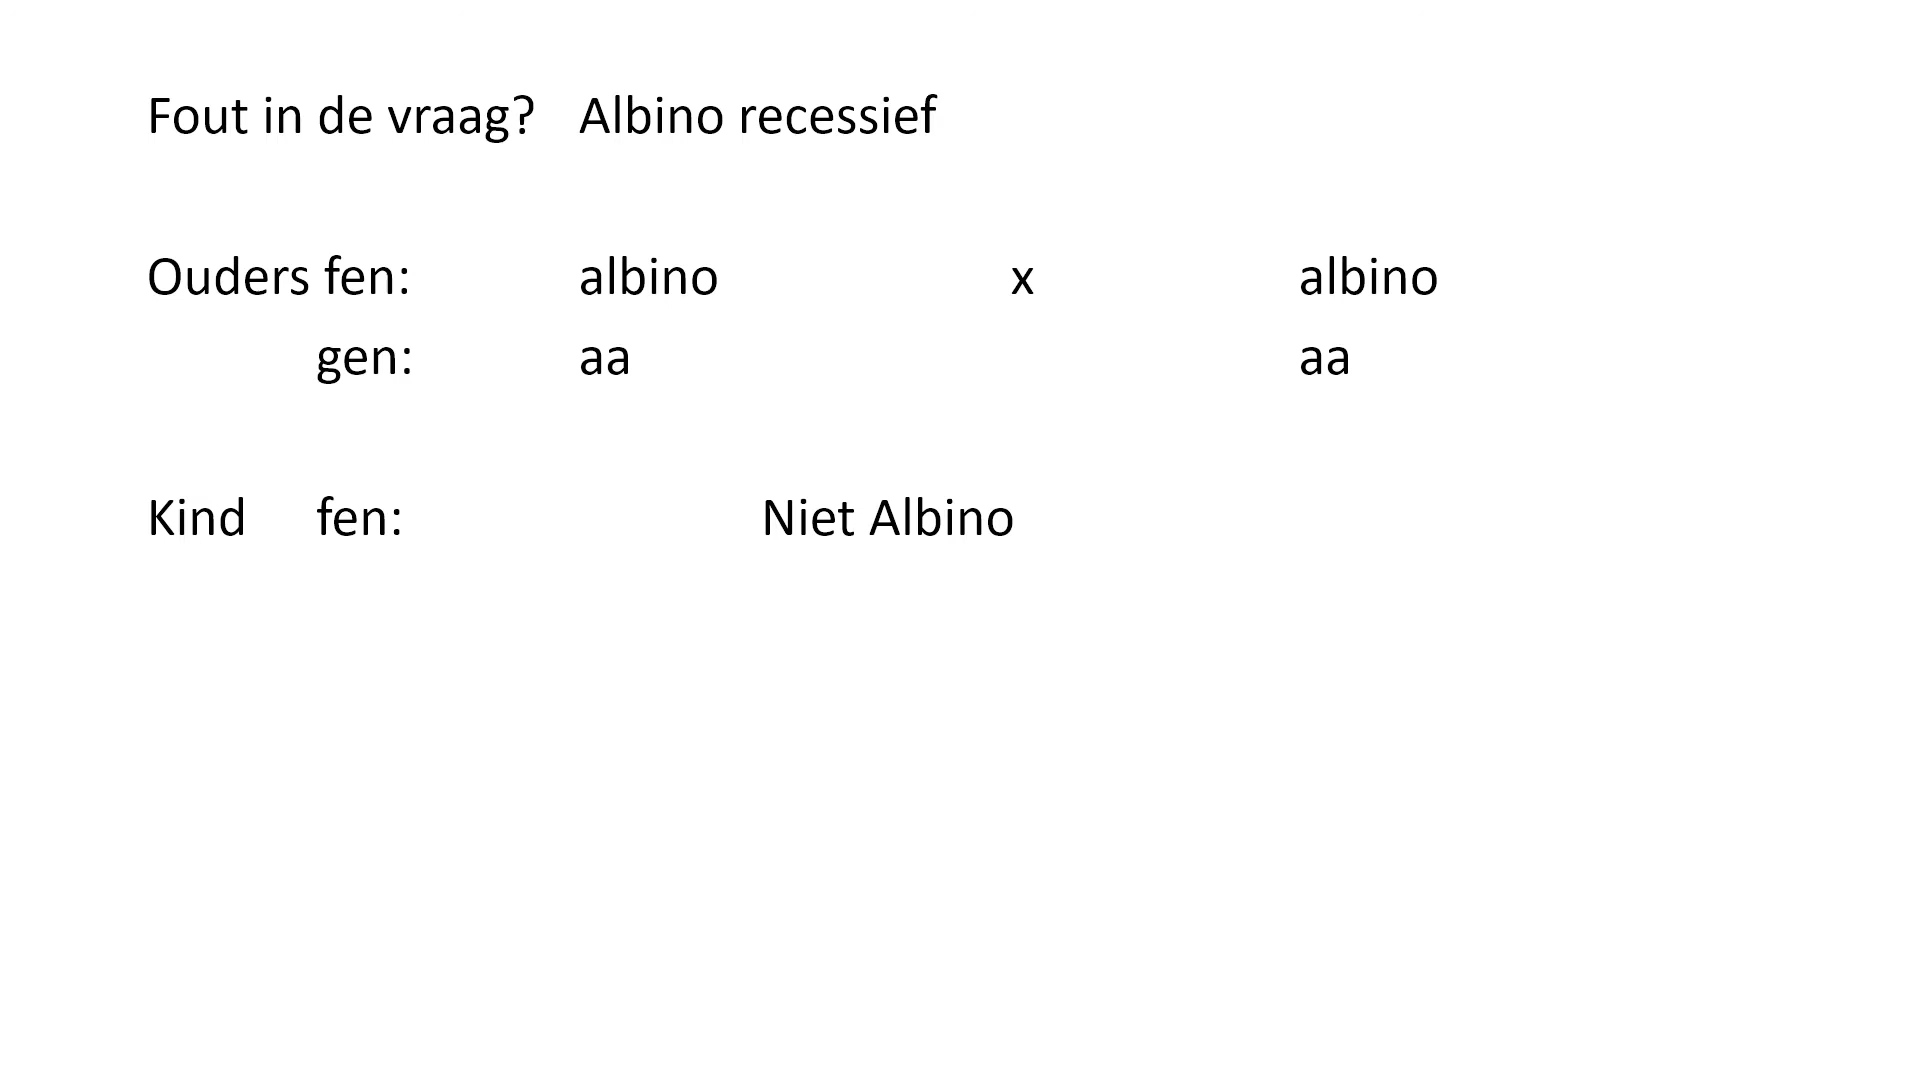 Fout in de vraag? Albino recessief
Ouders fen: albino x albino
gen: aa aa
Kind fen: Niet Albino